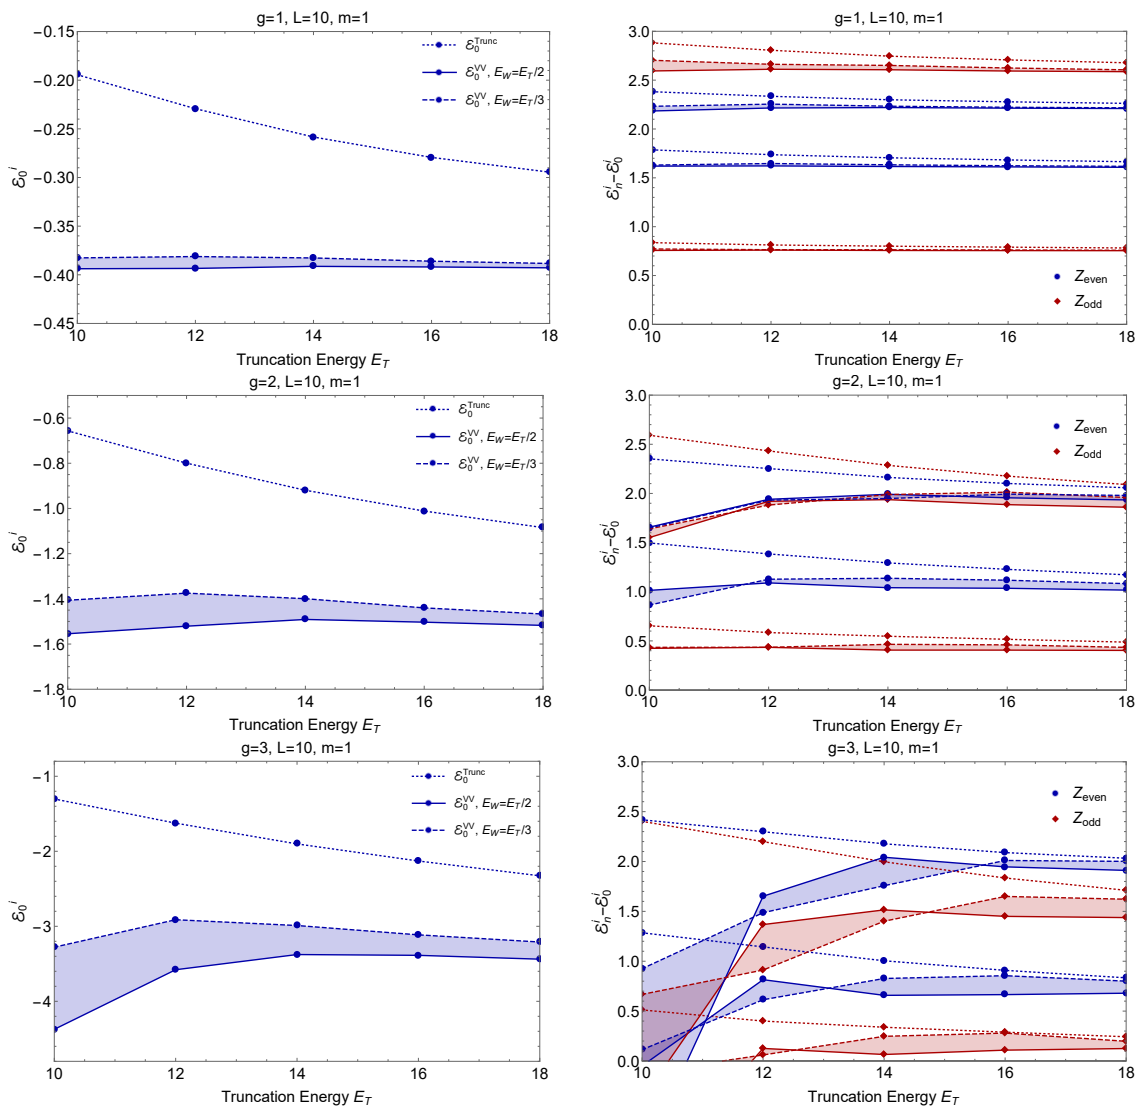 g=1, L=10, m=1
ℰ₀ⁱ
−0.15
−0.20
−0.25
−0.30
−0.35
−0.40
−0.45
ℰ₀^Trunc
ℰ₀^VV, E_W=E_T/2
ℰ₀^VV, E_W=E_T/3
10 12 14 16 18
Truncation Energy E_T
g=1, L=10, m=1
ℰₙⁱ−ℰ₀ⁱ
3.0
2.5
2.0
1.5
1.0
0.5
0.0
Z_even
Z_odd
10 12 14 16 18
Truncation Energy E_T
g=2, L=10, m=1
ℰ₀ⁱ
−0.6
−0.8
−1.0
−1.2
−1.4
−1.6
−1.8
ℰ₀^Trunc
ℰ₀^VV, E_W=E_T/2
ℰ₀^VV, E_W=E_T/3
10 12 14 16 18
Truncation Energy E_T
g=2, L=10, m=1
ℰₙⁱ−ℰ₀ⁱ
3.0
2.5
2.0
1.5
1.0
0.5
0.0
Z_even
Z_odd
10 12 14 16 18
Truncation Energy E_T
g=3, L=10, m=1
ℰ₀ⁱ
−1
−2
−3
−4
ℰ₀^Trunc
ℰ₀^VV, E_W=E_T/2
ℰ₀^VV, E_W=E_T/3
10 12 14 16 18
Truncation Energy E_T
g=3, L=10, m=1
ℰₙⁱ−ℰ₀ⁱ
3.0
2.5
2.0
1.5
1.0
0.5
0.0
Z_even
Z_odd
10 12 14 16 18
Truncation Energy E_T